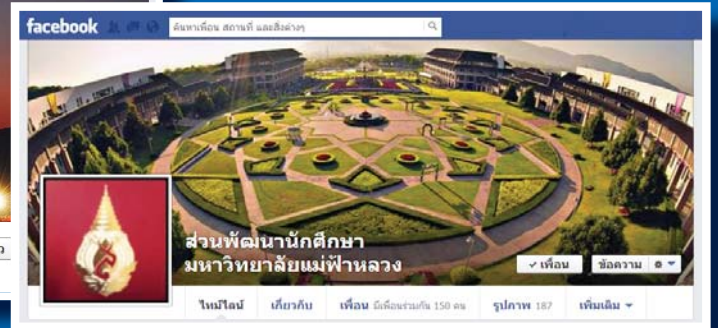 facebook
ค้นหาเพื่อน สถานที่ และสิ่งต่างๆ
ส่วนพัฒนานักศึกษา
มหาวิทยาลัยแม่ฟ้าหลวง
✓ เพื่อน ข้อความ
ไทม์ไลน์ เกี่ยวกับ เพื่อน มีเพื่อนร่วมกัน 150 คน รูปภาพ 187 เพิ่มเติม